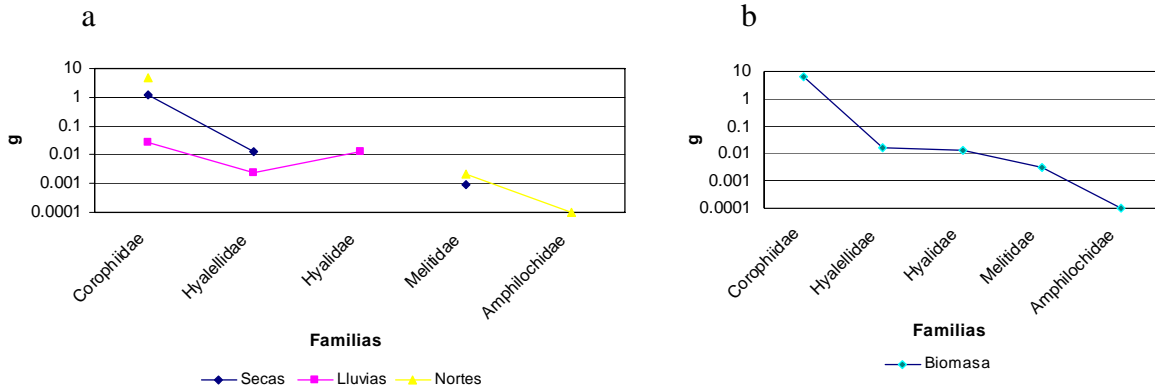 a
10
1
0.1
0.01
0.001
0.0001
g
Corophiidae
Hyalellidae
Hyalidae
Melitidae
Amphilochidae
Familias
Secas Lluvias Nortes
b
10
1
0.1
0.01
0.001
0.0001
g
Corophiidae
Hyalellidae
Hyalidae
Melitidae
Amphilochidae
Familias
Biomasa